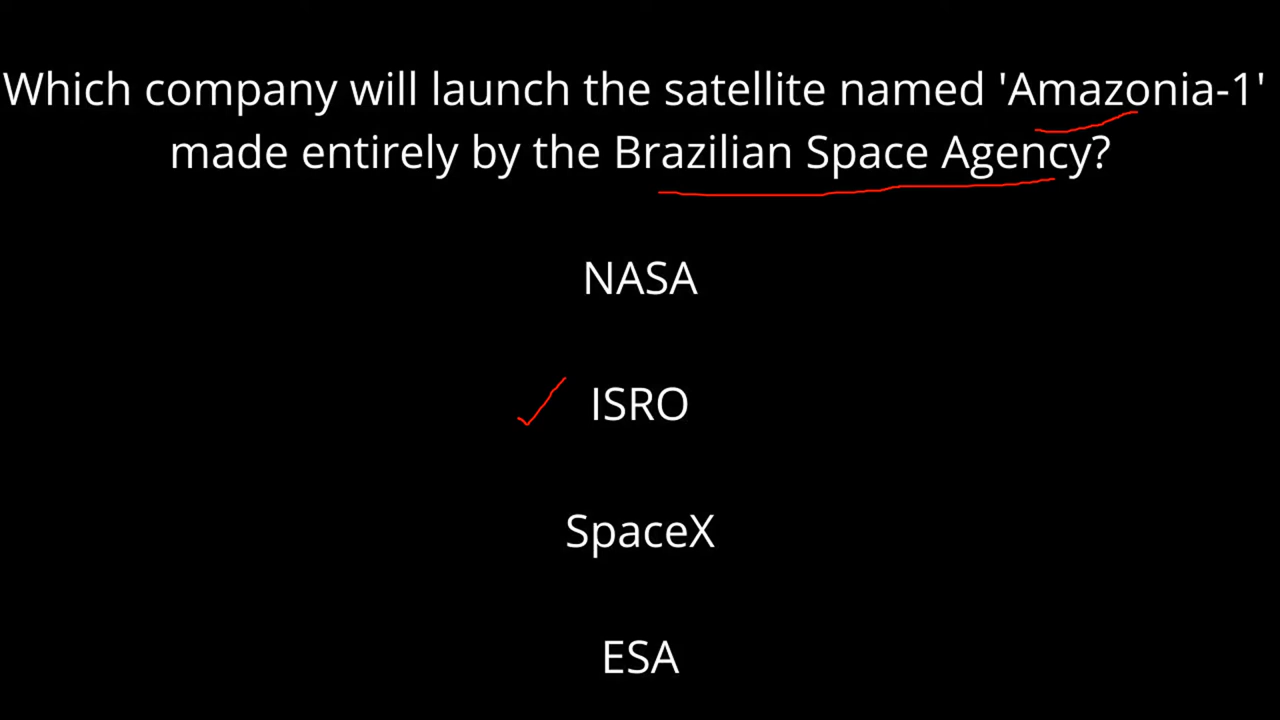 Which company will launch the satellite named 'Amazonia-1'
made entirely by the Brazilian Space Agency?
NASA
ISRO
SpaceX
ESA